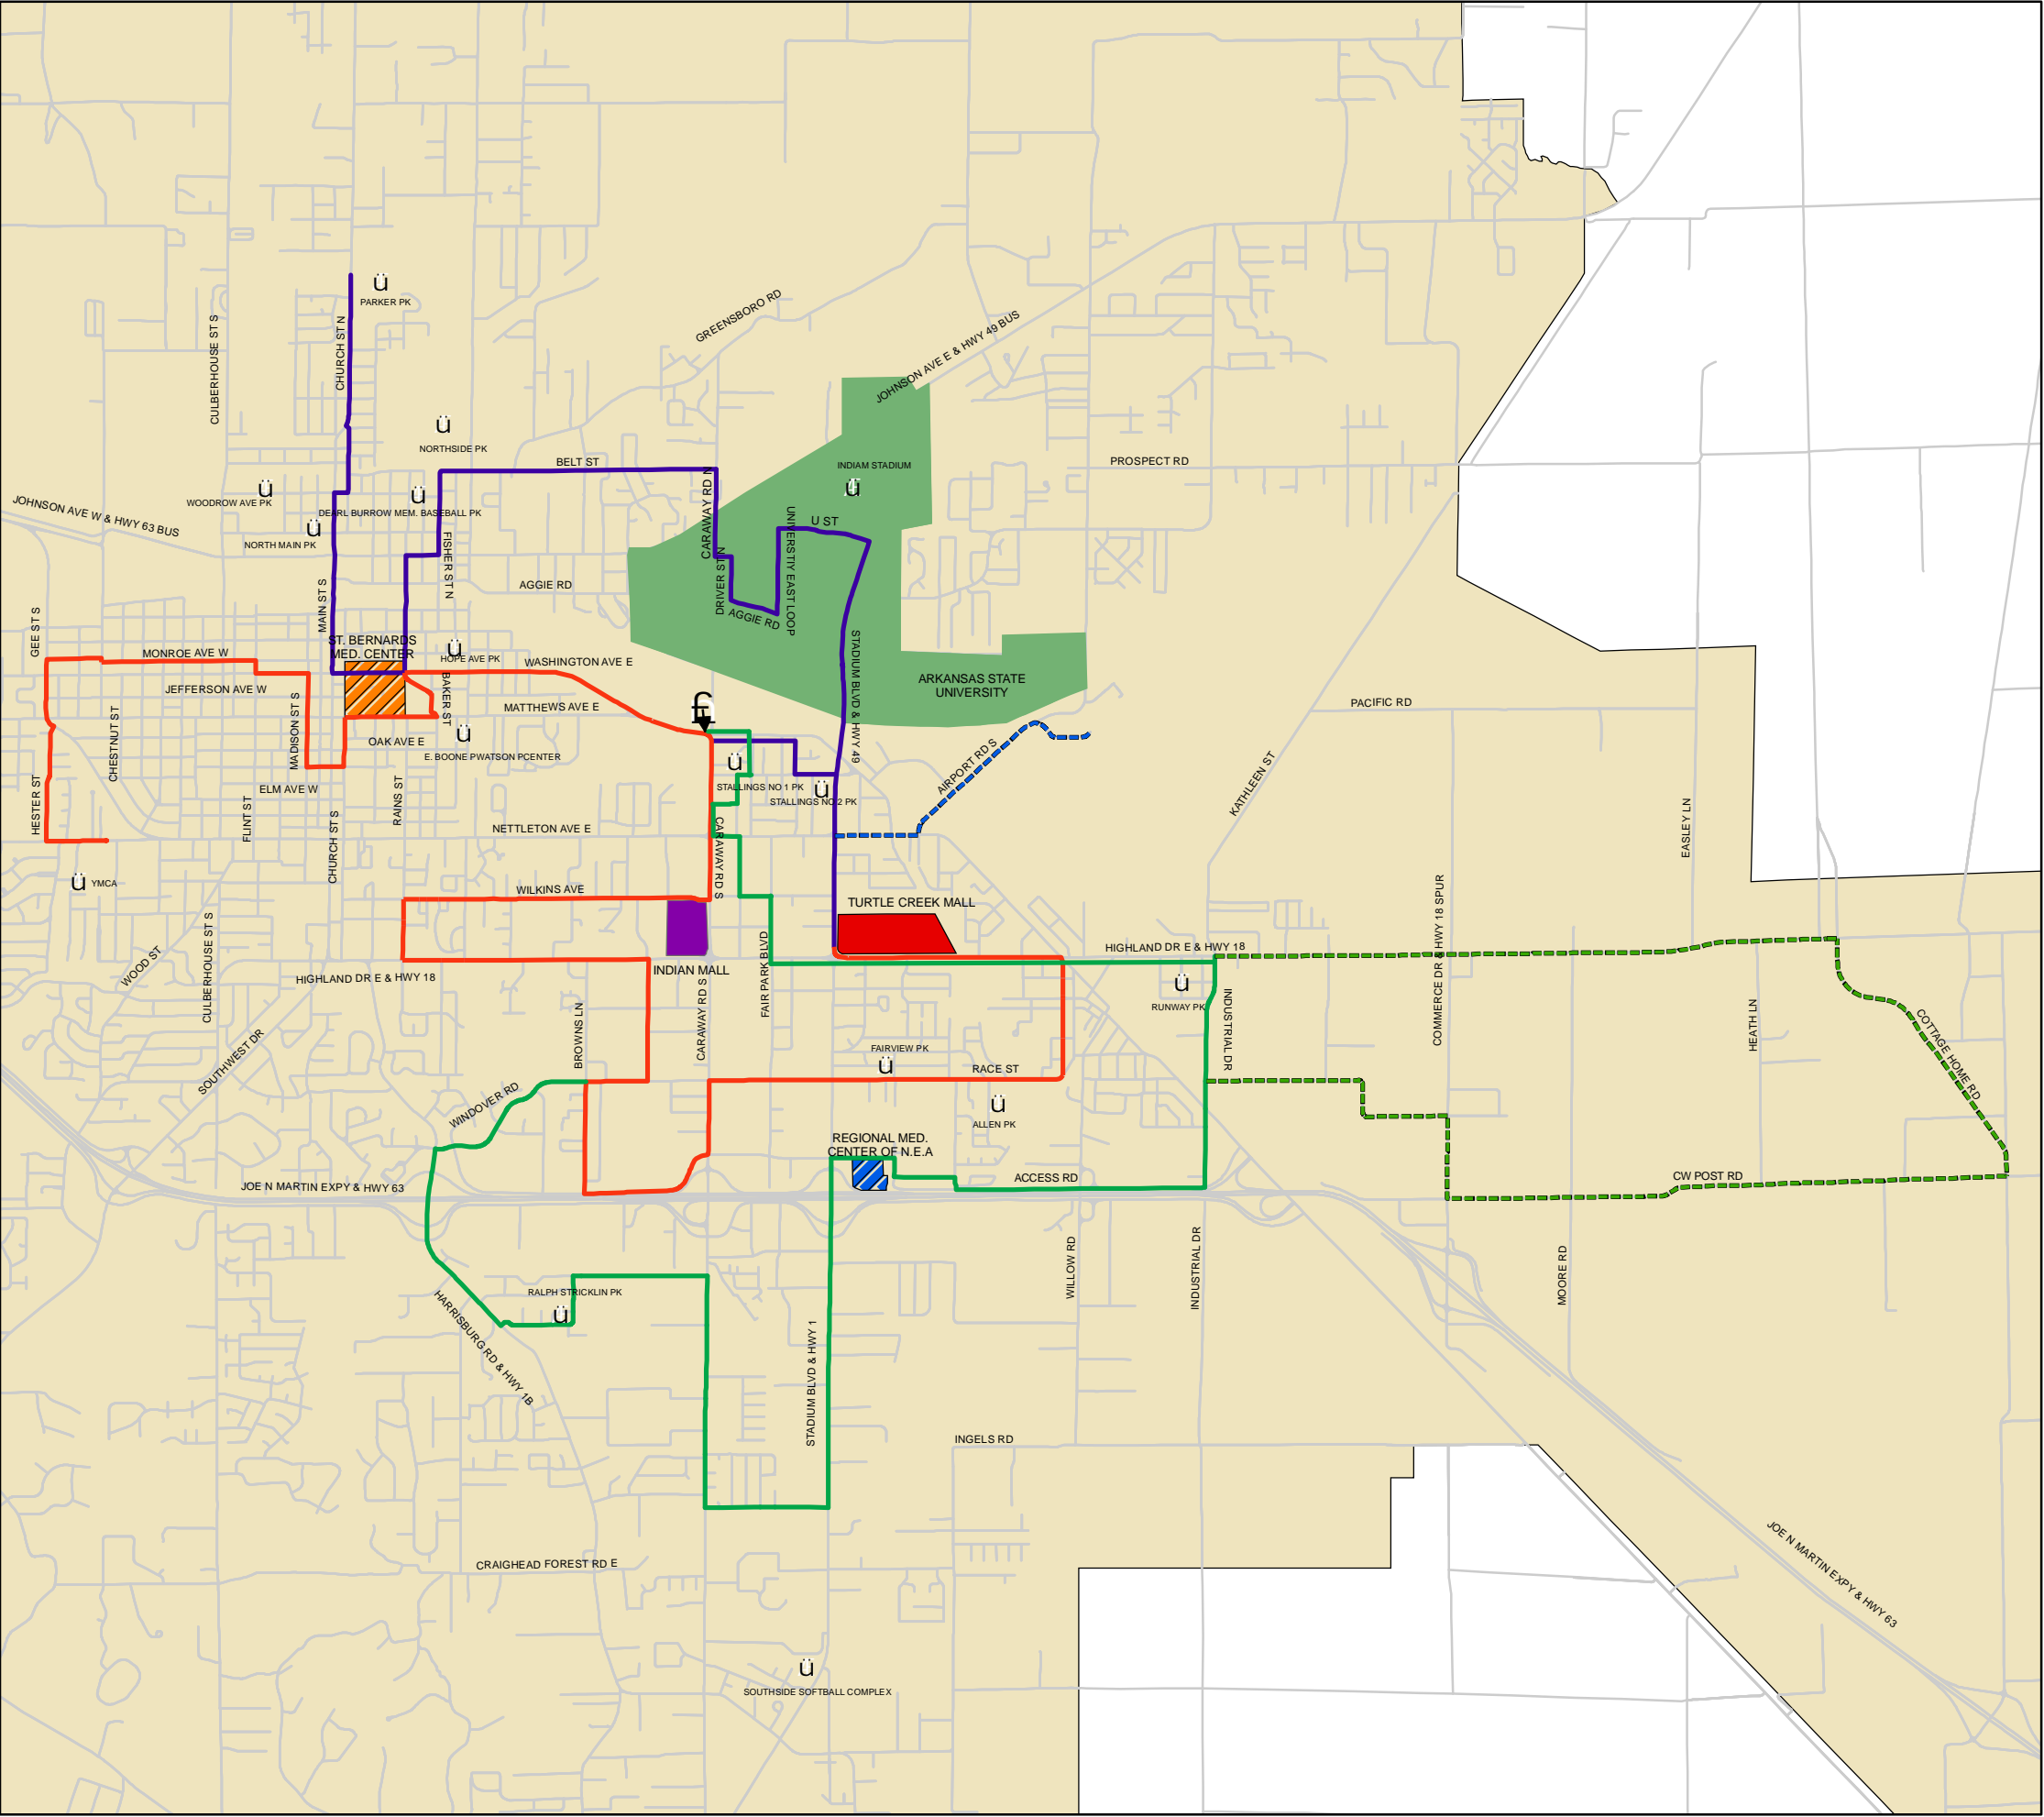 ü
PARKER PK
CULBERHOUSE ST S
CHURCH ST N
GREENSBORO RD
JOHNSON AVE E & HWY 49 BUS
ü
NORTHSIDE PK
BELT ST
CARAWAY RD N
INDIAM STADIUM
ü
PROSPECT RD
ü
WOODROW AVE PK
ü
DEARL BURROW MEM. BASEBALL PK
JOHNSON AVE W & HWY 63 BUS
ü
NORTH MAIN PK
FISHER ST N
U ST
UNIVERSTIY EAST LOOP
DRIVER ST N
AGGIE RD
AGGIE RD
GEE ST S
MAIN ST S
ST. BERNARDS
MED. CENTER
MONROE AVE W
ü
HOPE AVE PK
WASHINGTON AVE E
STADIUM BLVD & HWY 49
ARKANSAS STATE
UNIVERSITY
JEFFERSON AVE W
BAKER ST
MATTHEWS AVE E
£
PACIFIC RD
CHESTNUT ST
MADISON ST S
OAK AVE E
ü
E. BOONE PWATSON PCENTER
ü
STALLINGS NO 1 PK
ü
STALLINGS NO 2 PK
AIRPORT RD S
KATHLEEN ST
HESTER ST
ELM AVE W
FLINT ST
RAINS ST
CHURCH ST S
NETTLETON AVE E
CARAWAY RD S
EASLEY LN
ü
YMCA
WILKINS AVE
TURTLE CREEK MALL
COMMERCE DR & HWY 18 SPUR
CULBERHOUSE ST S
WOOD ST
HIGHLAND DR E & HWY 18
INDIAN MALL
CARAWAY RD S
FAIR PARK BLVD
HIGHLAND DR E & HWY 18
ü
RUNWAY PK
INDUSTRIAL DR
HEATH LN
COTTAGE HOME RD
SOUTHWEST DR
BROWNS LN
FAIRVIEW PK
ü
RACE ST
WINDOVER RD
ü
ALLEN PK
REGIONAL MED.
CENTER OF N.E.A
ACCESS RD
CW POST RD
JOE N MARTIN EXPY & HWY 63
WILLOW RD
INDUSTRIAL DR
MOORE RD
RALPH STRICKLIN PK
ü
HARRISBURG RD & HWY 1B
STADIUM BLVD & HWY 1
INGELS RD
CRAIGHEAD FOREST RD E
JOE N MARTIN EXPY & HWY 63
ü
SOUTHSIDE SOFTBALL COMPLEX